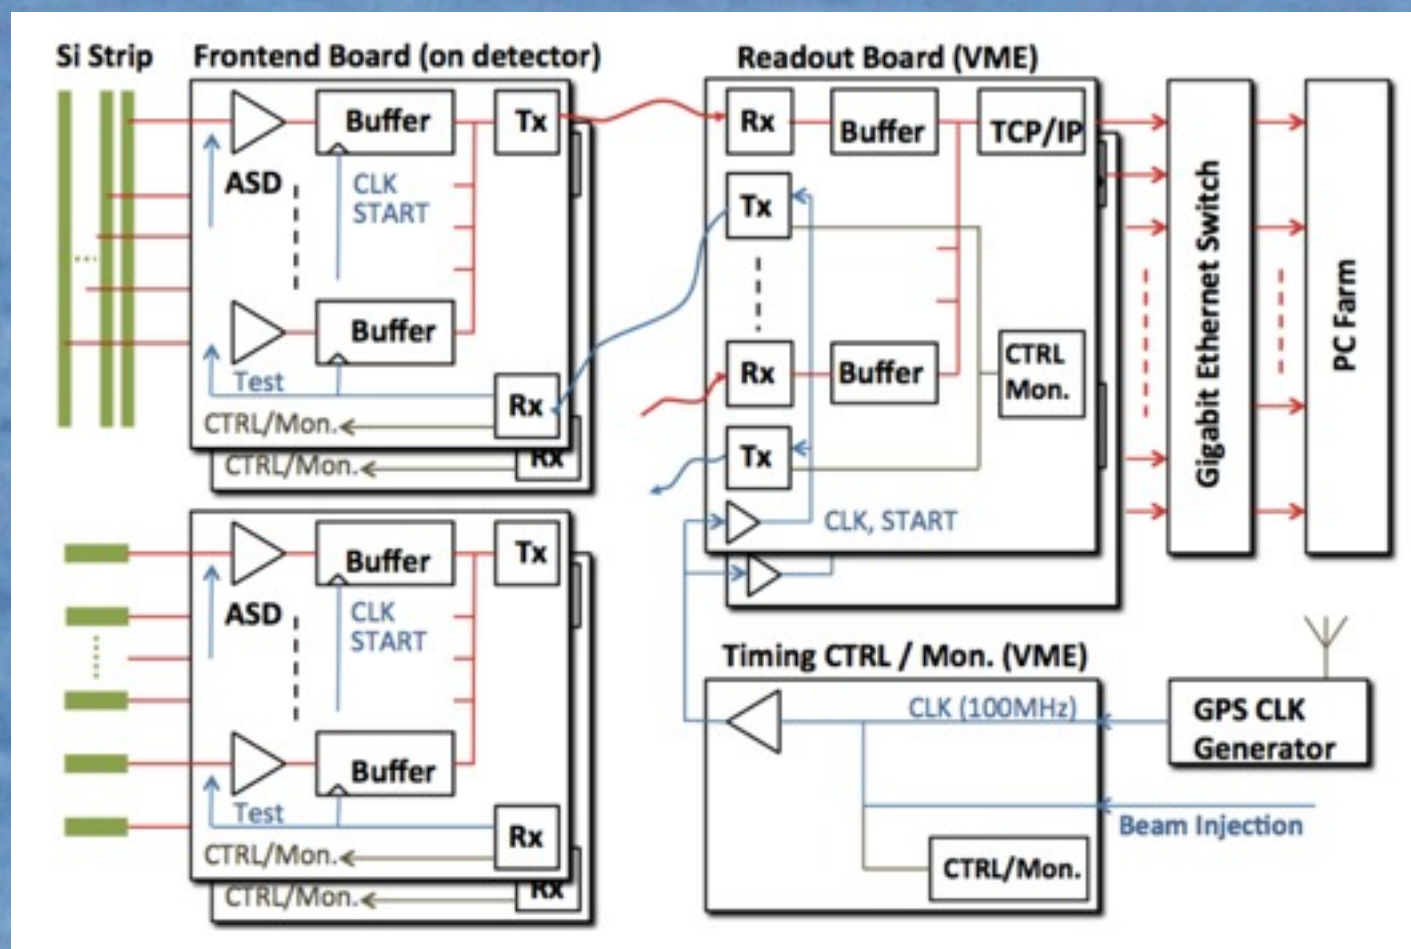 Si Strip
Frontend Board (on detector)
Buffer
Tx
ASD
CLK
START
Buffer
Test
Rx
CTRL/Mon.
Rx
CTRL/Mon.
Buffer
Tx
ASD
CLK
START
Buffer
Test
Rx
CTRL/Mon.
Rx
CTRL/Mon.
Readout Board (VME)
Rx
Buffer
TCP/IP
Tx
Rx
Buffer
CTRL
Mon.
Tx
CLK, START
Gigabit Ethernet Switch
PC Farm
Timing CTRL / Mon. (VME)
CLK (100MHz)
GPS CLK
Generator
Beam Injection
CTRL/Mon.